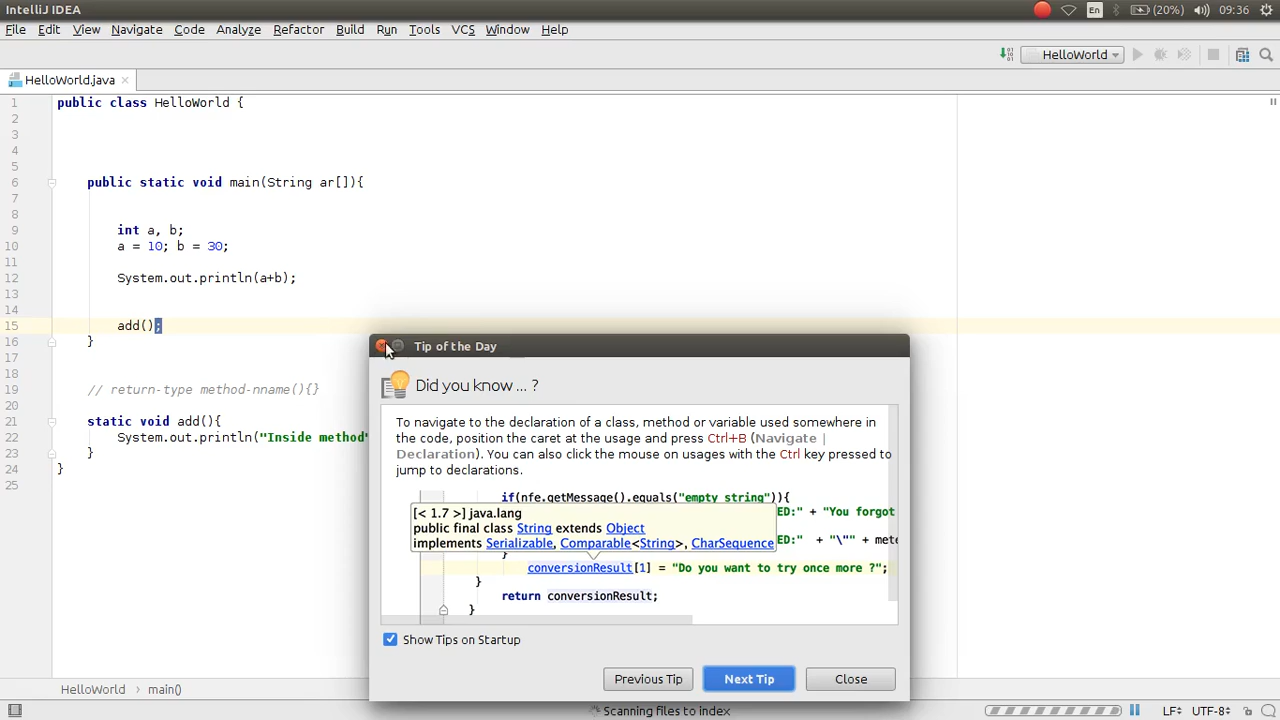 IntelliJ IDEA
En
(20%)
09:36
File Edit View Navigate Code Analyze Refactor Build Run Tools VCS Window Help
HelloWorld
HelloWorld.java
1 public class HelloWorld {
2
3
4
5
6 public static void main(String ar[]){
7
8
9 int a, b;
10 a = 10; b = 30;
11
12 System.out.println(a+b);
13
14
15 add();
16 }
17
18
19 // return-type method-nname(){}
20
21 static void add(){
22 System.out.println("Inside method"
23 }
24 }
25
Tip of the Day
Did you know ... ?
To navigate to the declaration of a class, method or variable used somewhere in
the code, position the caret at the usage and press Ctrl+B (Navigate |
Declaration). You can also click the mouse on usages with the Ctrl key pressed to
jump to declarations.
if(nfe.getMessage().equals("empty string")){
[< 1.7 >] java.lang
ED:" + "You forgot
public final class String extends Object
implements Serializable, Comparable<String>, CharSequence
ED:" + "\"" + mete
}
conversionResult[1] = "Do you want to try once more ?";
}
return conversionResult;
}
Show Tips on Startup
Previous Tip
Next Tip
Close
HelloWorld › main()
Scanning files to index
LF÷ UTF-8÷